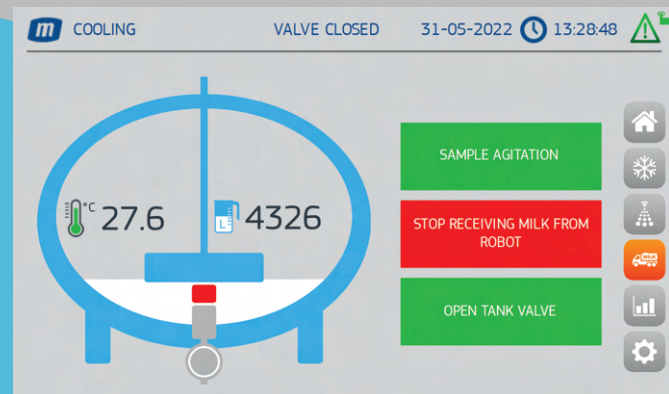 m COOLING VALVE CLOSED 31-05-2022 13:28:48
SAMPLE AGITATION
°C 27.6 L 4326
STOP RECEIVING MILK FROM
ROBOT
MILK
OPEN TANK VALVE